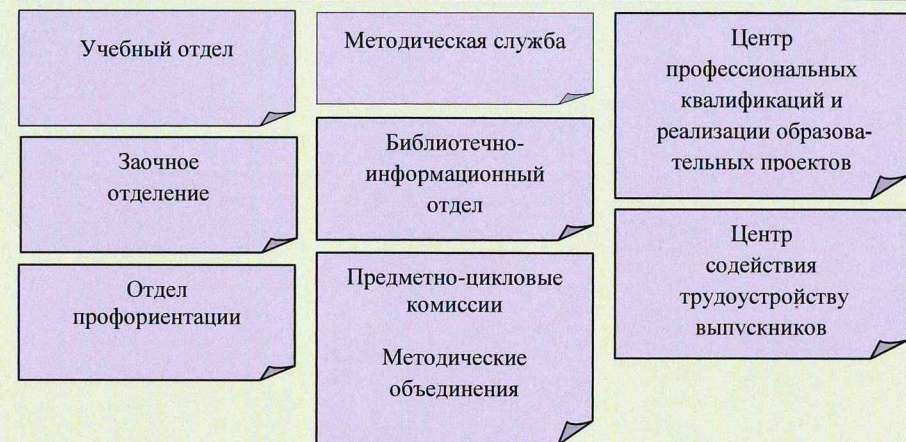 Учебный отдел
Заочное
отделение
Отдел
профориентации
Методическая служба
Библиотечно-
информационный
отдел
Предметно-цикловые
комиссии
Методические
объединения
Центр
профессиональных
квалификаций и
реализации образова-
тельных проектов
Центр
содействия
трудоустройству
выпускников